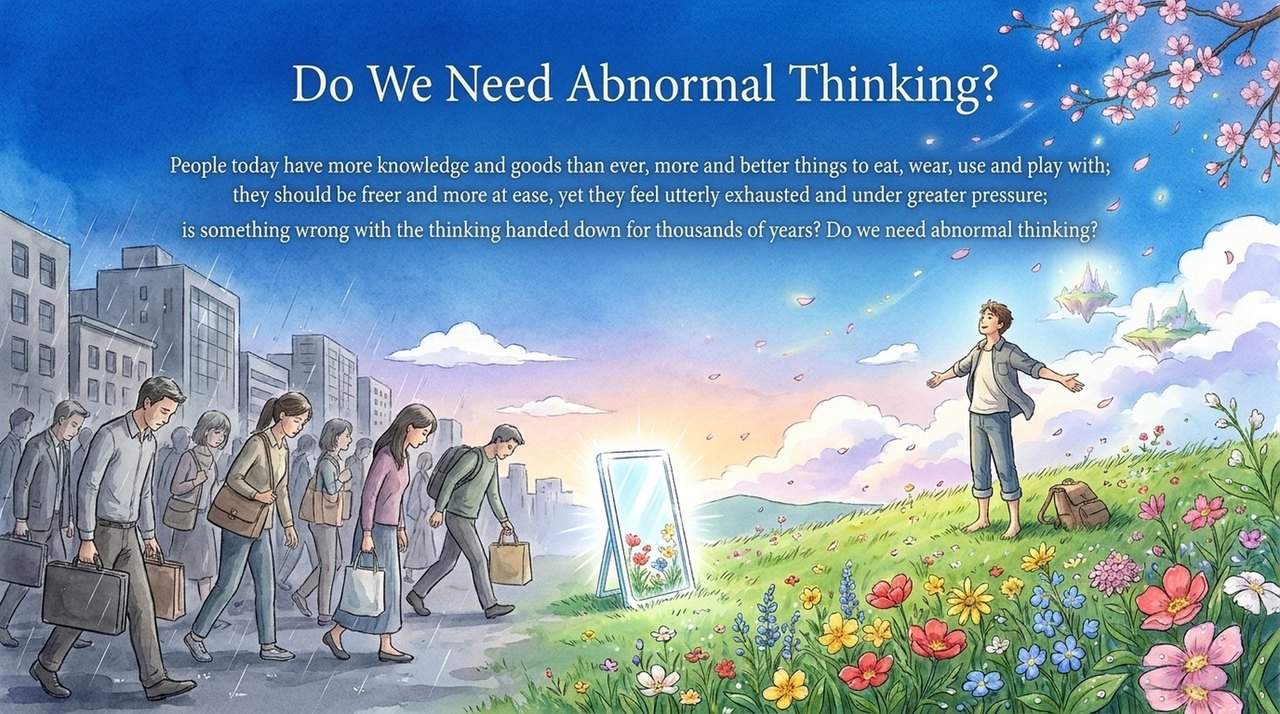 Do We Need Abnormal Thinking?
People today have more knowledge and goods than ever, more and better things to eat, wear, use and play with;
they should be freer and more at ease, yet they feel utterly exhausted and under greater pressure;
is something wrong with the thinking handed down for thousands of years? Do we need abnormal thinking?